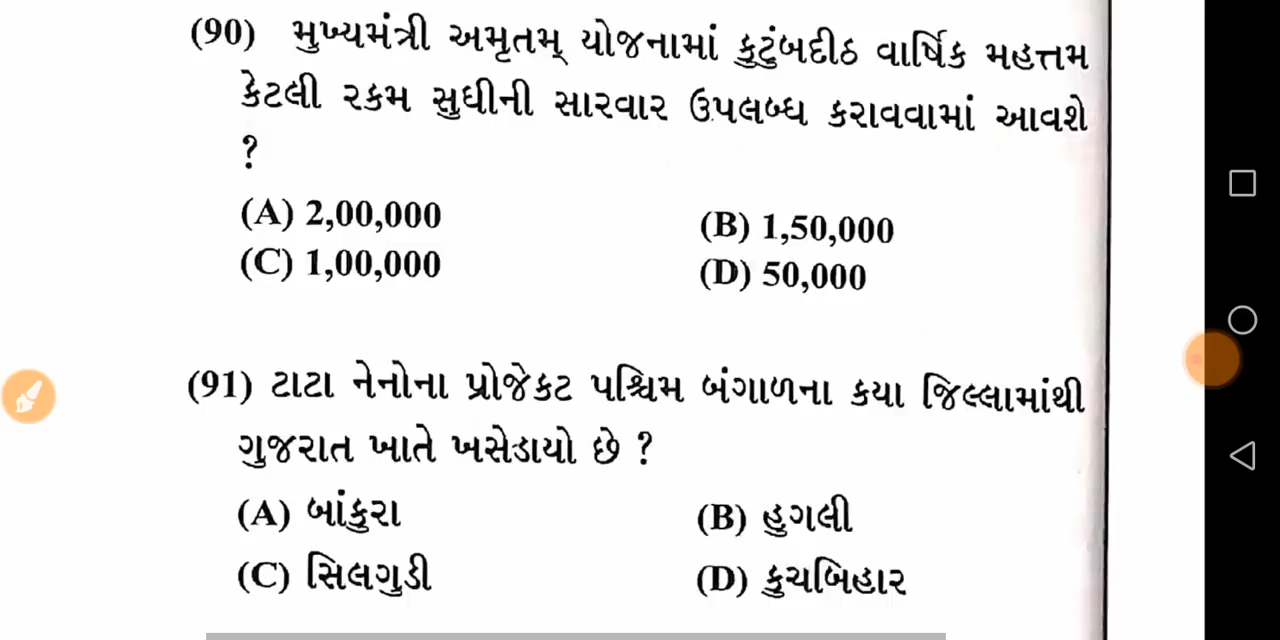 (90) મુખ્યમંત્રી અમૃતમ્ યોજનામાં કુટુંબદીઠ વાર્ષિક મહત્તમ
કેટલી રકમ સુધીની સારવાર ઉપલબ્ધ કરાવવામાં આવશે
?
(A) 2,00,000 (B) 1,50,000
(C) 1,00,000 (D) 50,000
(91) ટાટા નેનોના પ્રોજેકટ પશ્ચિમ બંગાળના કયા જિલ્લામાંથી
ગુજરાત ખાતે ખસેડાયો છે ?
(A) બાંકુરા (B) હુગલી
(C) સિલગુડી (D) કુચબિહાર